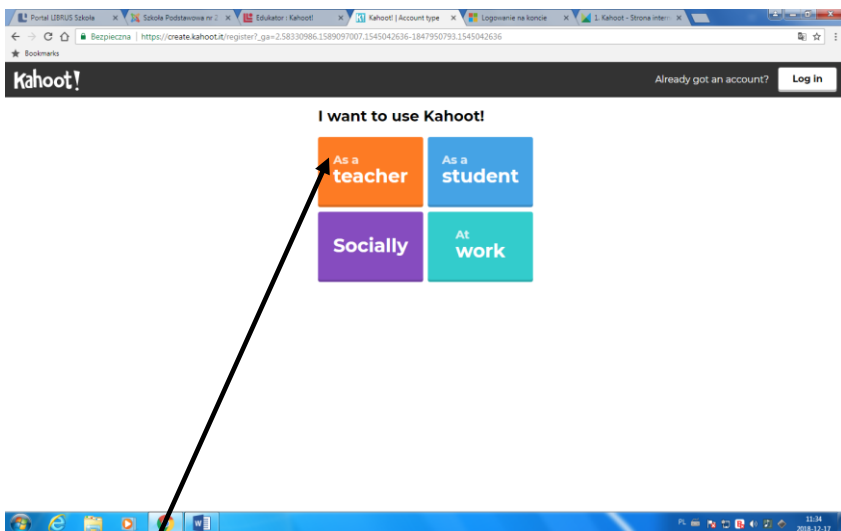 Portal LIBRUS Szkoła
Szkoła Podstawowa nr 2
Edukator : Kahoot!
Kahoot! | Account type
Logowanie na koncie
1. Kahoot - Strona intern
Bezpieczna | https://create.kahoot.it/register?_ga=2.58330986.1589097007.1545042636-1847950793.1545042636
Bookmarks
Kahoot!
Already got an account?
Log in
I want to use Kahoot!
As a
teacher
As a
student
Socially
At
work
PL
11:34
2018-12-17